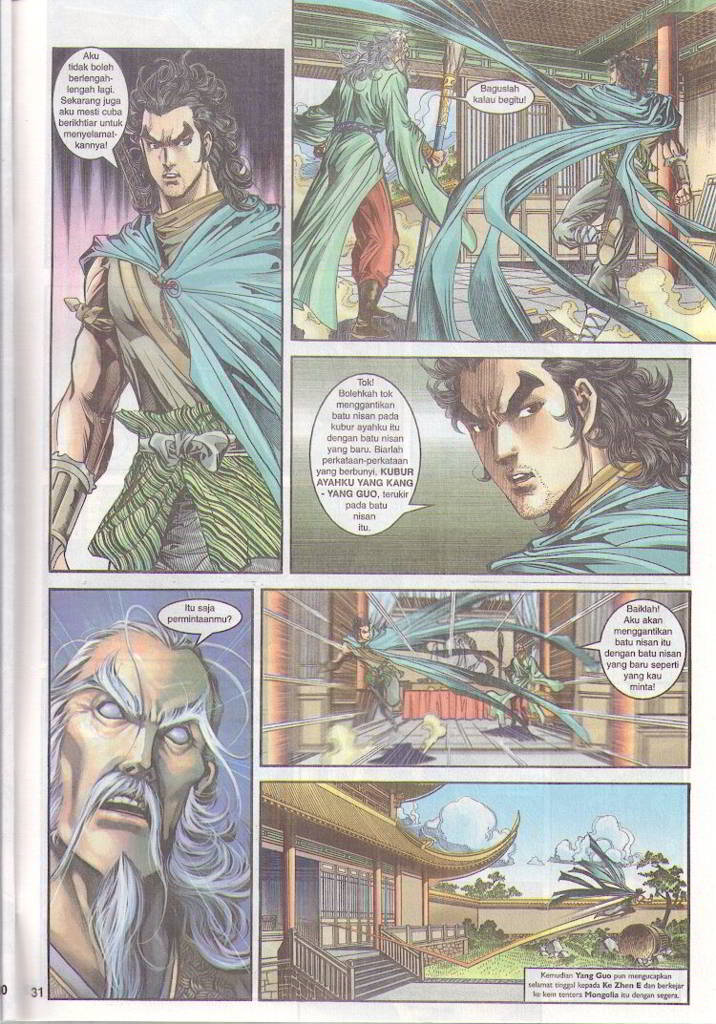 Aku
tidak boleh
berlengah-
lengah lagi.
Sekarang juga
aku mesti cuba
berikhtiar untuk
menyelamat-
kannya!
Baguslah
kalau begitu!
Tok!
Bolehkah tok
menggantikan
batu nisan pada
kubur ayahku itu
dengan batu nisan
yang baru. Biarlah
perkataan-perkataan
yang berbunyi, KUBUR
AYAHKU YANG KANG
- YANG GUO, terukir
pada batu
nisan
itu.
Itu saja
permintaanmu?
Baiklah!
Aku akan
menggantikan
batu nisan itu
dengan batu nisan
yang baru seperti
yang kau
minta!
Kemudian Yang Guo pun mengucapkan
selamat tinggal kepada Ke Zhen E dan berkejar
ke kem tentera Mongolia itu dengan segera.
0
31